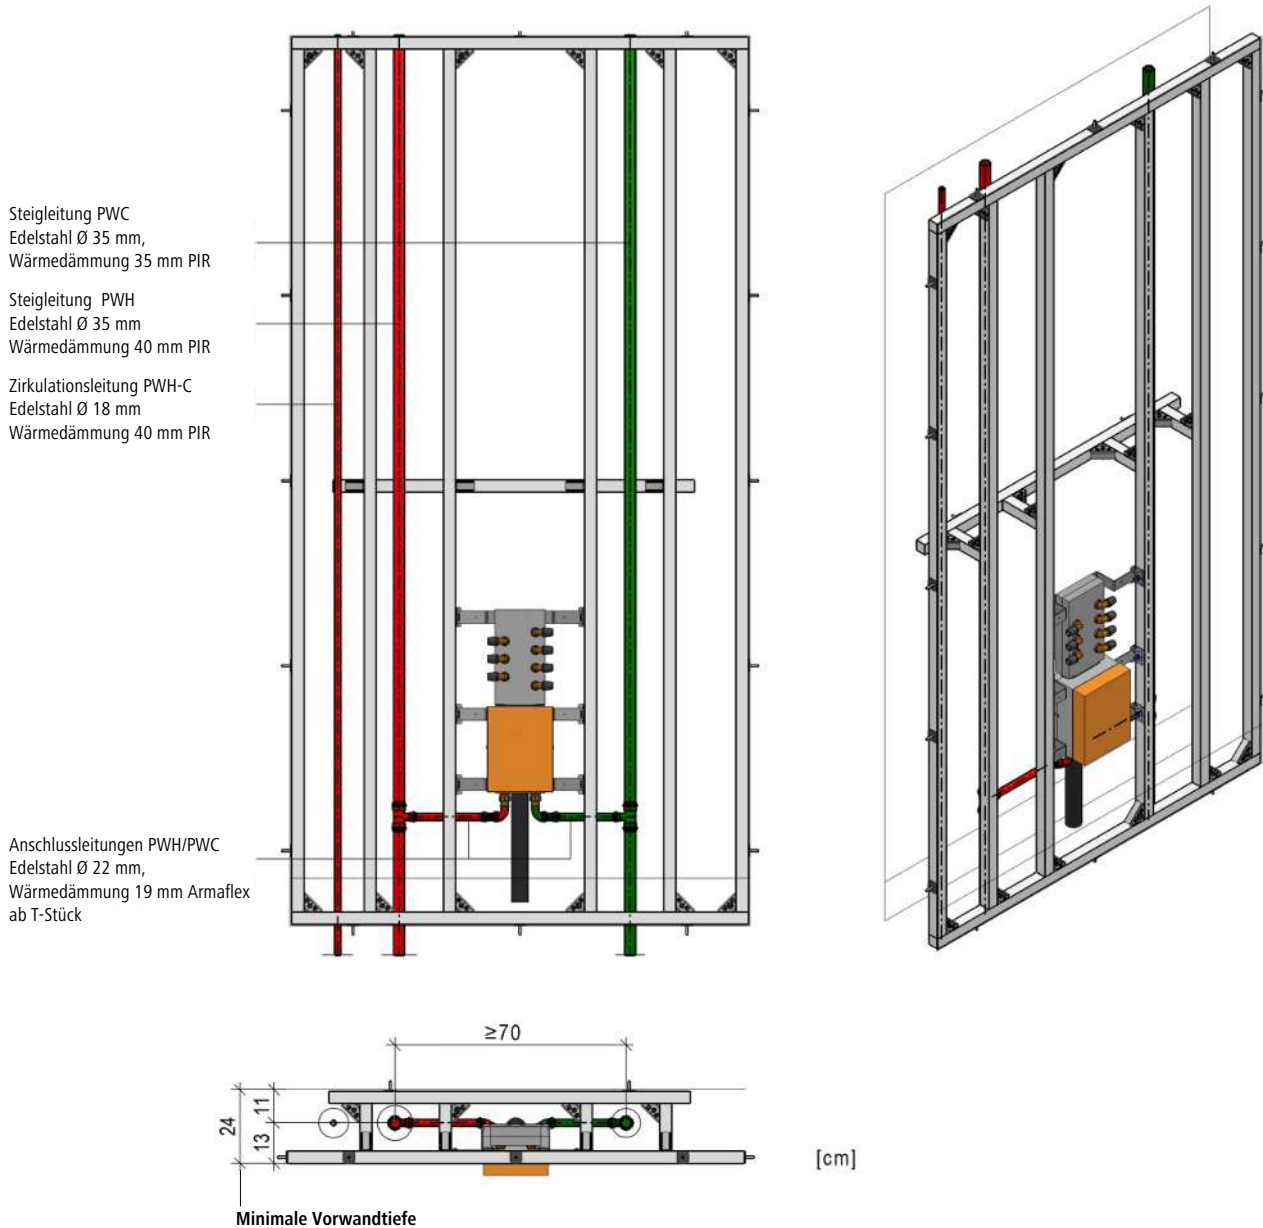 Steigleitung PWC
Edelstahl Ø 35 mm,
Wärmedämmung 35 mm PIR
Steigleitung  PWH
Edelstahl Ø 35 mm
Wärmedämmung 40 mm PIR
Zirkulationsleitung PWH-C
Edelstahl Ø 18 mm
Wärmedämmung 40 mm PIR
Anschlussleitungen PWH/PWC
Edelstahl Ø 22 mm,
Wärmedämmung 19 mm Armaflex
ab T-Stück
≥70
24
11
13
[cm]
Minimale Vorwandtiefe